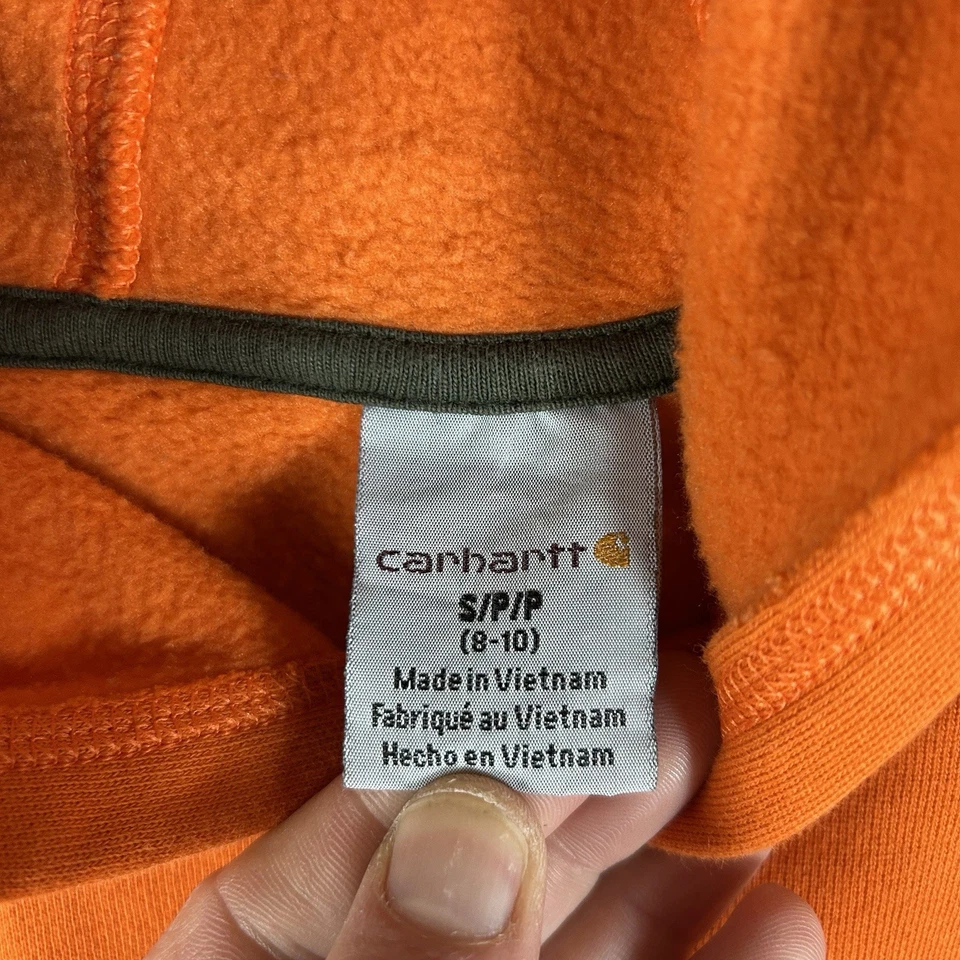 carhartt
S/P/P
(8-10)
Made in Vietnam
Fabriqué au Vietnam
Hecho en Vietnam